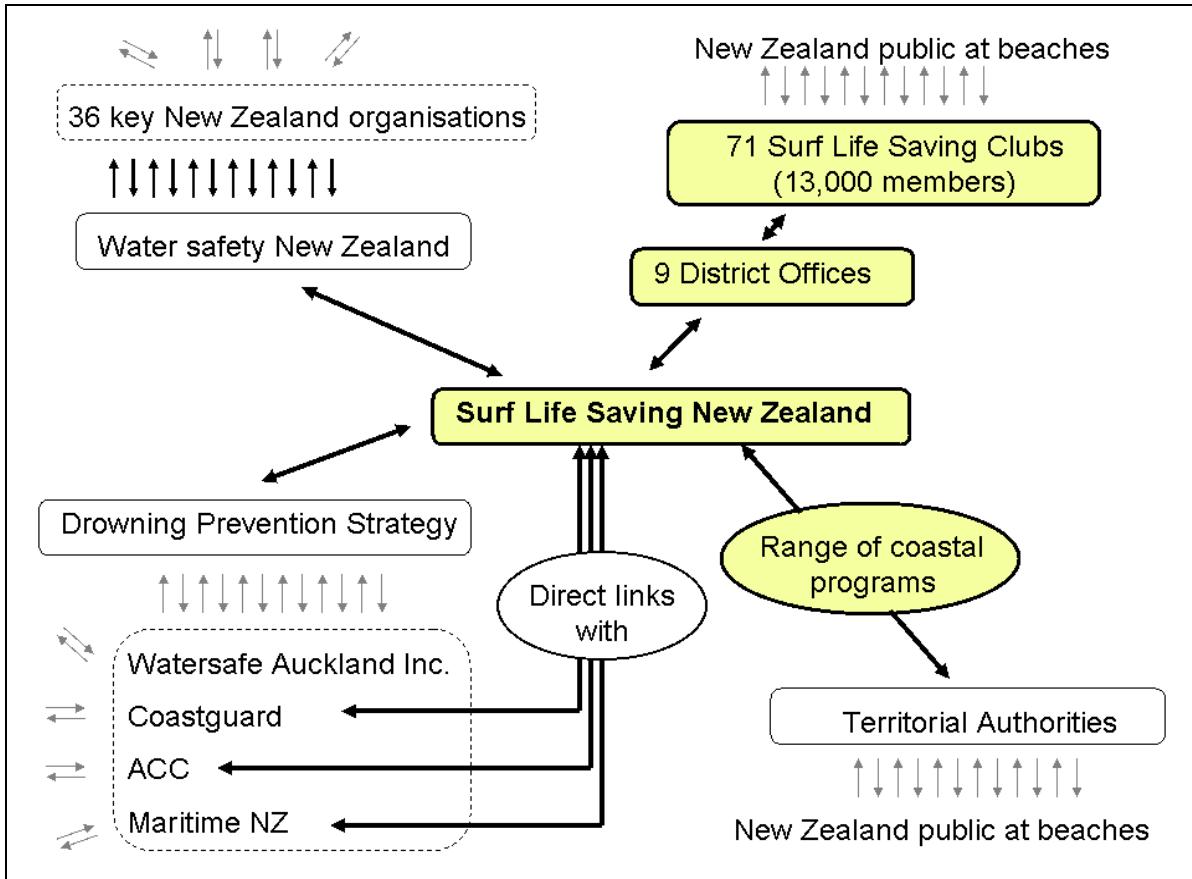 New Zealand public at beaches
36 key New Zealand organisations
71 Surf Life Saving Clubs
(13,000 members)
Water safety New Zealand
9 District Offices
Surf Life Saving New Zealand
Drowning Prevention Strategy
Range of coastal
programs
Direct links
with
Watersafe Auckland Inc.
Coastguard
ACC
Maritime NZ
Territorial Authorities
New Zealand public at beaches